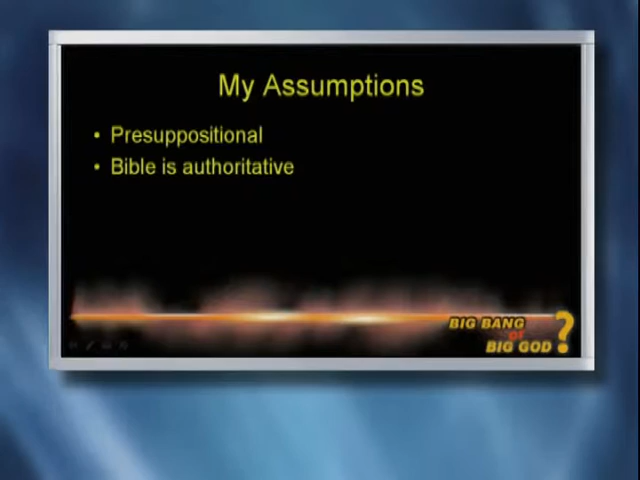 My Assumptions
• Presuppositional
• Bible is authoritative
BIG BANG
or
BIG GOD?